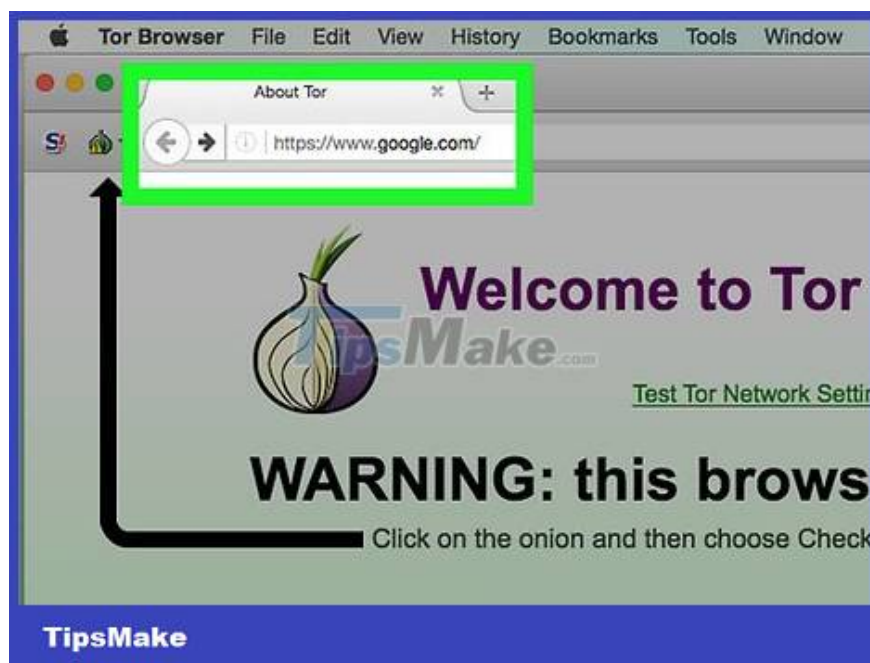 Tor Browser File Edit View History Bookmarks Tools Window
About Tor
https://www.google.com/
Welcome to Tor
TipsMake.com
Test Tor Network Settin
WARNING: this brows
Click on the onion and then choose Check
TipsMake